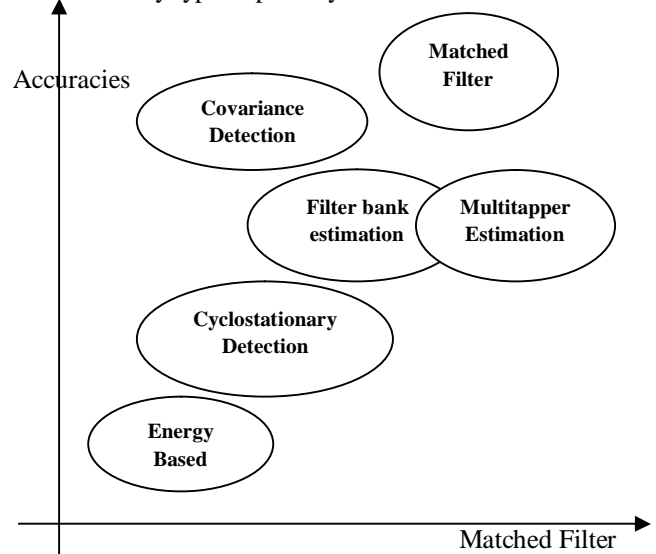 Matched
Filter
Accuracies
Covariance
Detection
Filter bank
estimation
Multitapper
Estimation
Cyclostationary
Detection
Energy
Based
Matched Filter